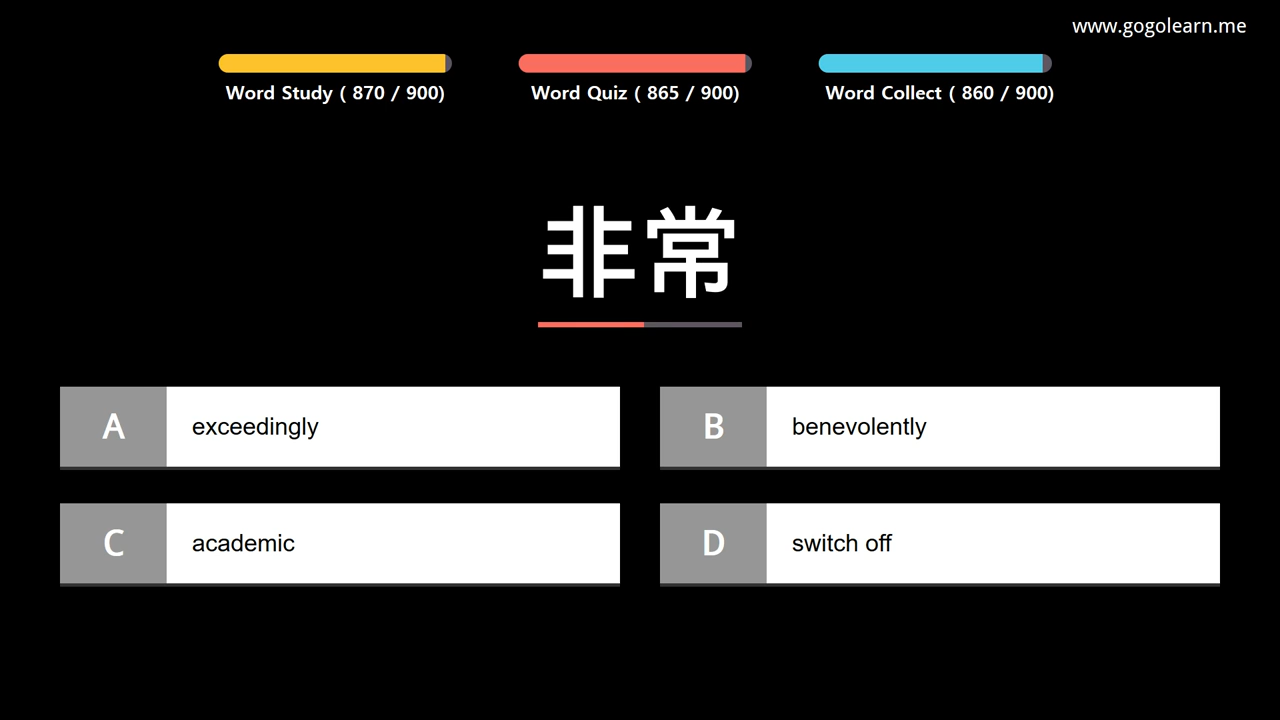 www.gogolearn.me
Word Study ( 870 / 900)
Word Quiz ( 865 / 900)
Word Collect ( 860 / 900)
非常
A exceedingly
B benevolently
C academic
D switch off